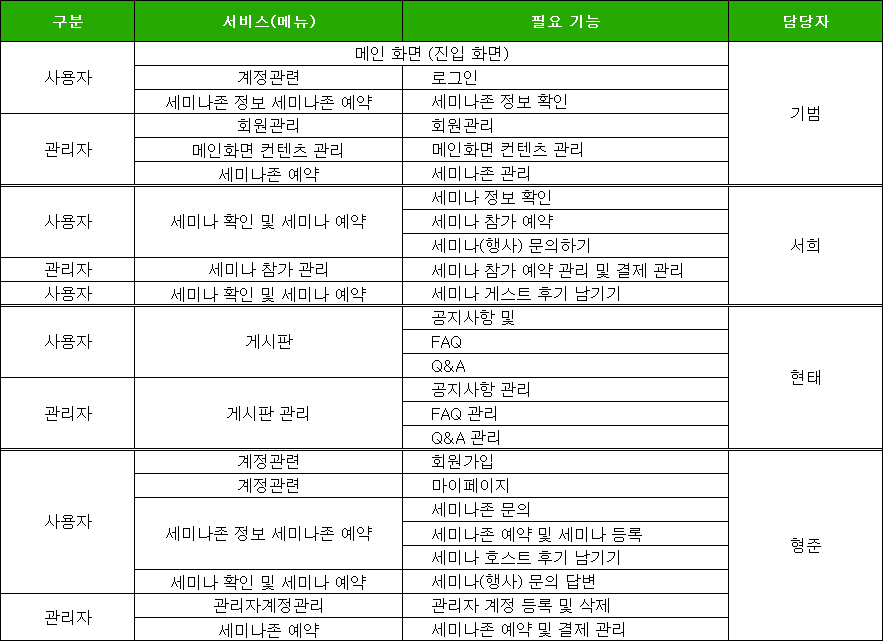 구분 서비스(메뉴) 필요 기능 담당자
메인 화면 (진입 화면)
사용자 계정관련 로그인
세미나존 정보 세미나존 예약 세미나존 정보 확인
기범
회원관리 회원관리
관리자 메인화면 컨텐츠 관리 메인화면 컨텐츠 관리
세미나존 예약 세미나존 관리
세미나 정보 확인
사용자 세미나 확인 및 세미나 예약 세미나 참가 예약
세미나(행사) 문의하기
서희
관리자 세미나 참가 관리 세미나 참가 예약 관리 및 결제 관리
사용자 세미나 확인 및 세미나 예약 세미나 게스트 후기 남기기
공지사항 및
사용자 게시판 FAQ
Q&A
현태
공지사항 관리
관리자 게시판 관리 FAQ 관리
Q&A 관리
계정관련 회원가입
계정관련 마이페이지
세미나존 문의
사용자
세미나존 정보 세미나존 예약 세미나존 예약 및 세미나 등록
형준
세미나 호스트 후기 남기기
세미나 확인 및 세미나 예약 세미나(행사) 문의 답변
관리자계정관리 관리자 계정 등록 및 삭제
관리자
세미나존 예약 세미나존 예약 및 결제 관리